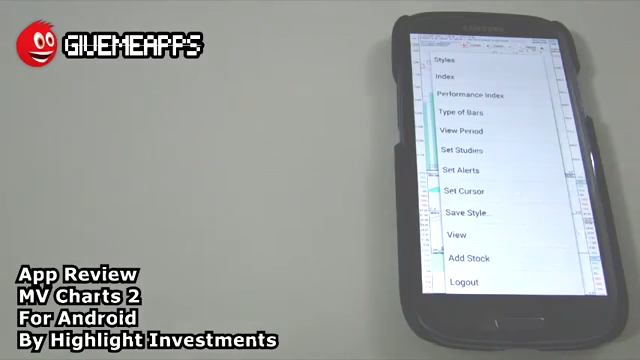 GIVEMEAPPS
SAMSUNG
Styles
Index
Performance Index
Type of Bars
View Period
Set Studies
Set Alerts
Set Cursor
Save Style...
View
Add Stock
Logout
App Review
MV Charts 2
For Android
By Highlight Investments